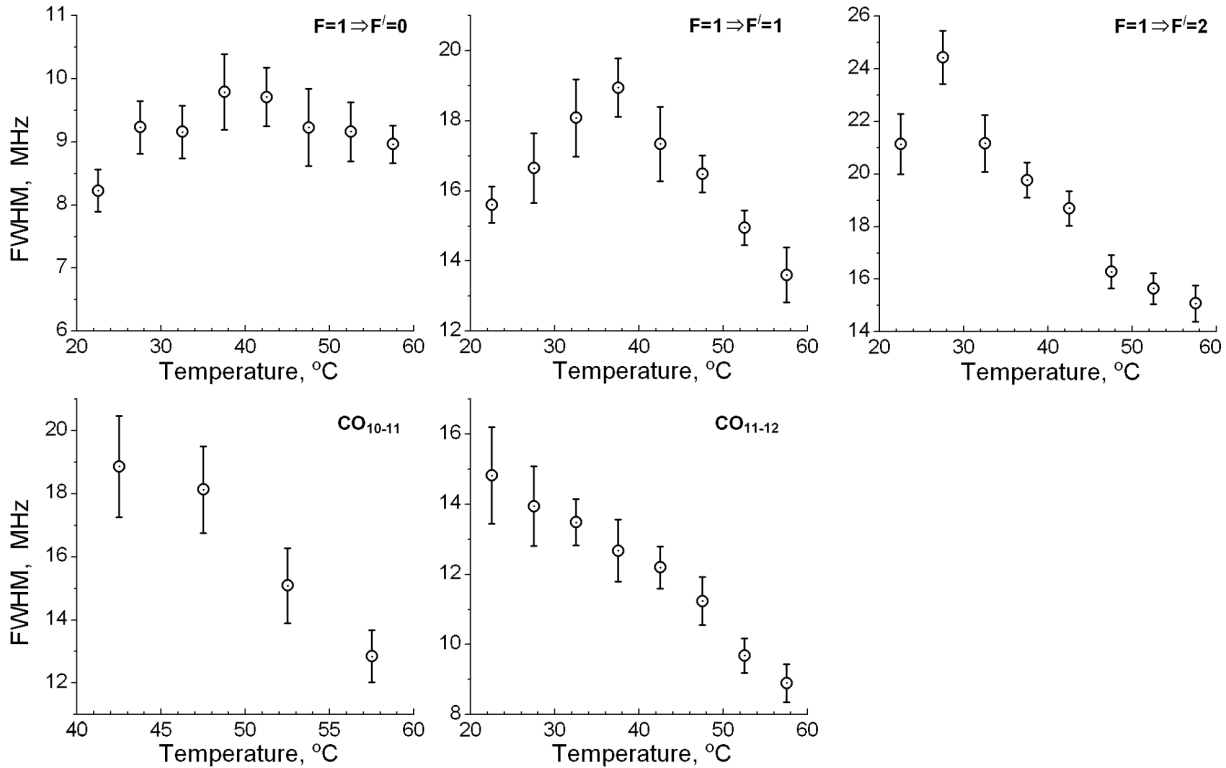 F=1⇒F′=0
11
10
9
8
7
6
FWHM, MHz
20 30 40 50 60
Temperature, °C
F=1⇒F′=1
20
18
16
14
12
20 30 40 50 60
Temperature, °C
F=1⇒F′=2
26
24
22
20
18
16
14
20 30 40 50 60
Temperature, °C
CO10-11
20
18
16
14
12
FWHM, MHz
40 45 50 55 60
Temperature, °C
CO11-12
16
14
12
10
8
20 30 40 50 60
Temperature, °C